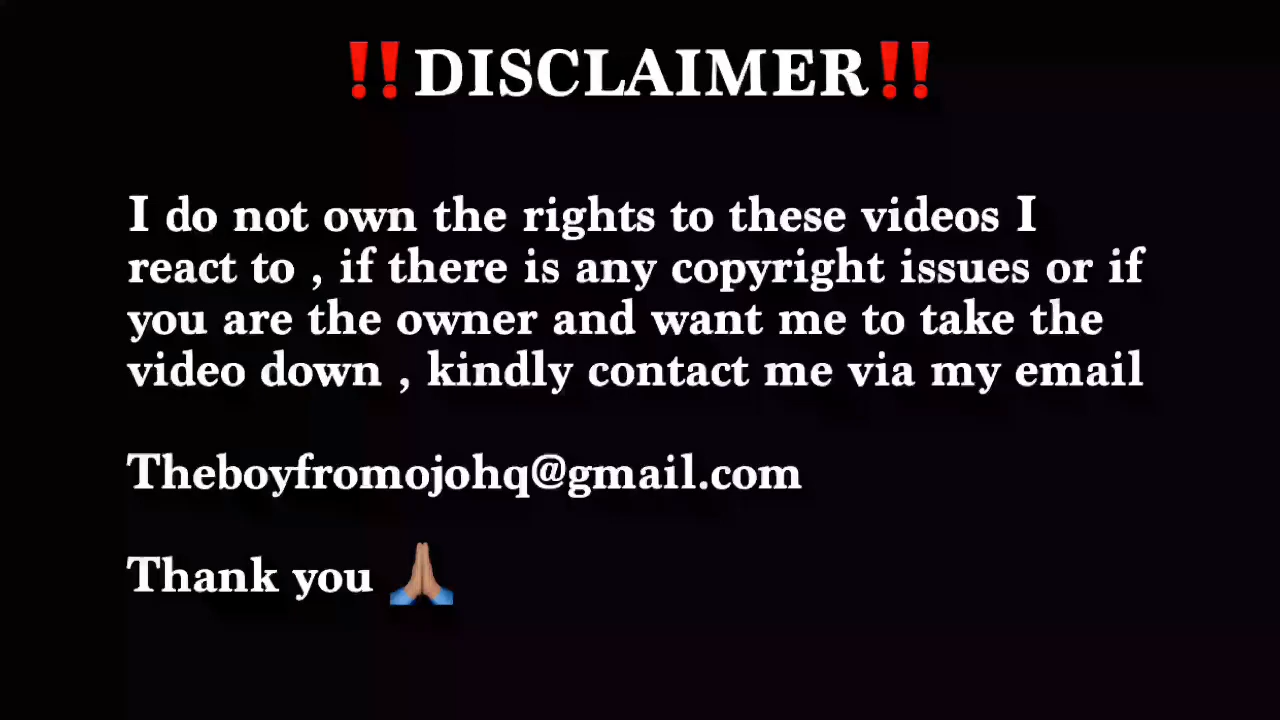 ‼️DISCLAIMER‼️
I do not own the rights to these videos I
react to , if there is any copyright issues or if
you are the owner and want me to take the
video down , kindly contact me via my email
Theboyfromojohq@gmail.com
Thank you 🙏🏽